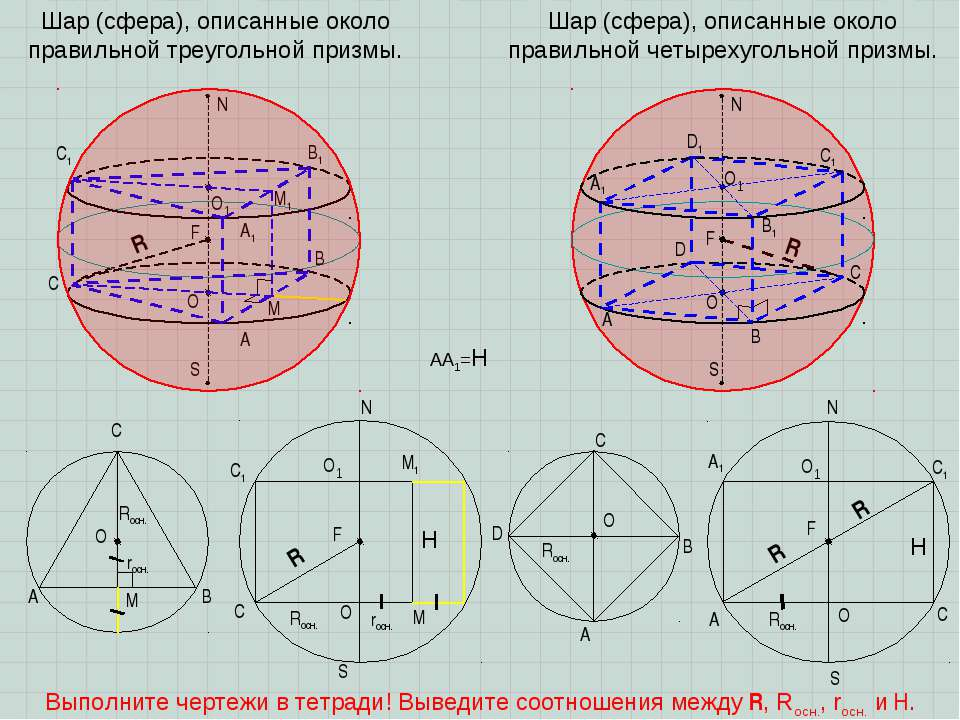 Шар (сфера), описанные около
правильной треугольной призмы.
Шар (сфера), описанные около
правильной четырехугольной призмы.
N
C₁
B₁
O₁
M₁
A₁
F
R
B
C
O
M
A
S
N
D₁
C₁
A₁
O₁
B₁
F
D
R
C
O
A
B
S
AA₁=H
C
Rосн.
O
rосн.
A
M
B
N
C₁
O₁
M₁
F
H
R
C
Rосн.
O
rосн.
M
S
C
D
O
Rосн.
B
A
N
A₁
O₁
C₁
R
F
R
H
A
Rосн.
O
C
S
Выполните чертежи в тетради! Выведите соотношения между R, Rосн., rосн. и H.